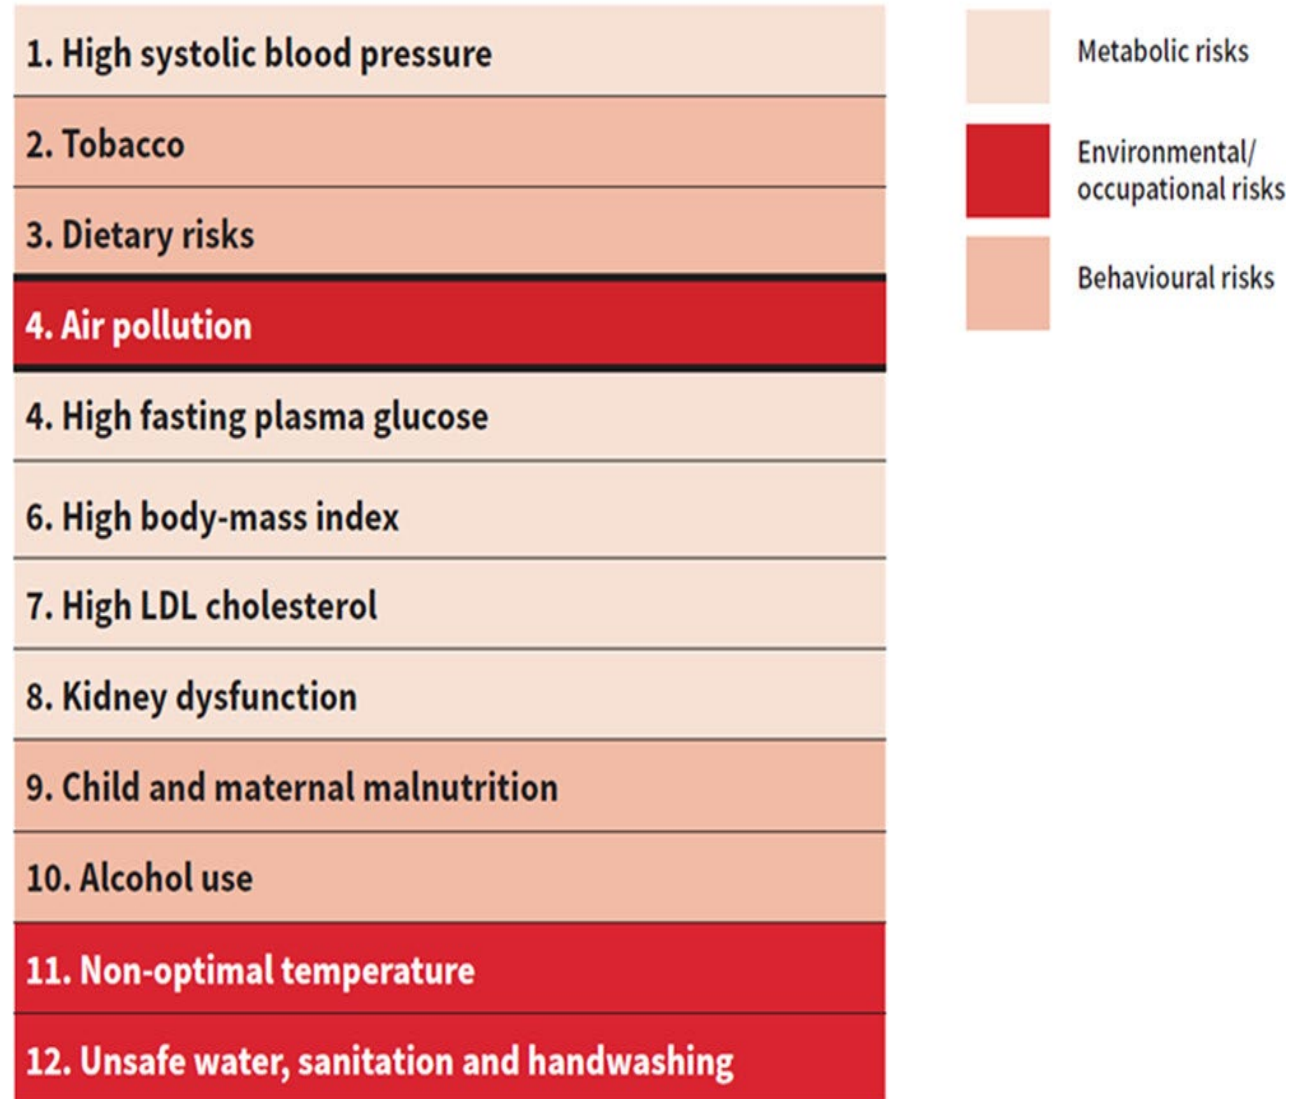 1. High systolic blood pressure
2. Tobacco
3. Dietary risks
4. Air pollution
4. High fasting plasma glucose
6. High body-mass index
7. High LDL cholesterol
8. Kidney dysfunction
9. Child and maternal malnutrition
10. Alcohol use
11. Non-optimal temperature
12. Unsafe water, sanitation and handwashing
Metabolic risks
Environmental/
occupational risks
Behavioural risks